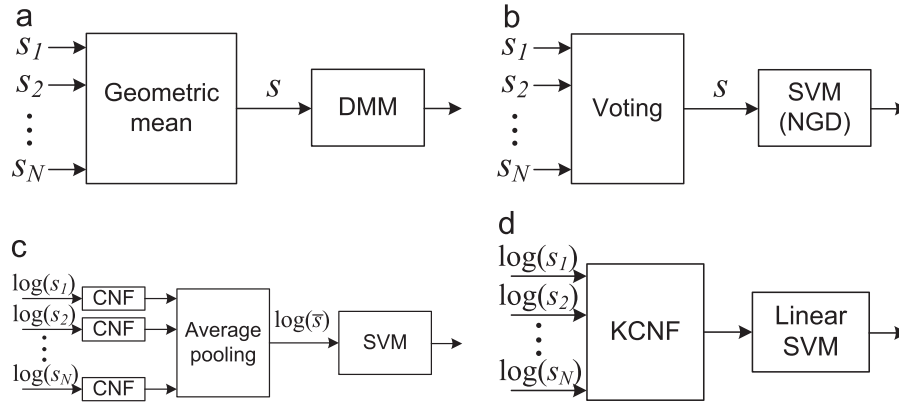 a
s1
s2
⋮
sN
Geometric
mean
s
DMM
b
s1
s2
⋮
sN
Voting
s
SVM
(NGD)
c
log(s1)
log(s2)
⋮
log(sN)
CNF
CNF
CNF
Average
pooling
log(s̅)
SVM
d
log(s1)
log(s2)
⋮
log(sN)
KCNF
Linear
SVM